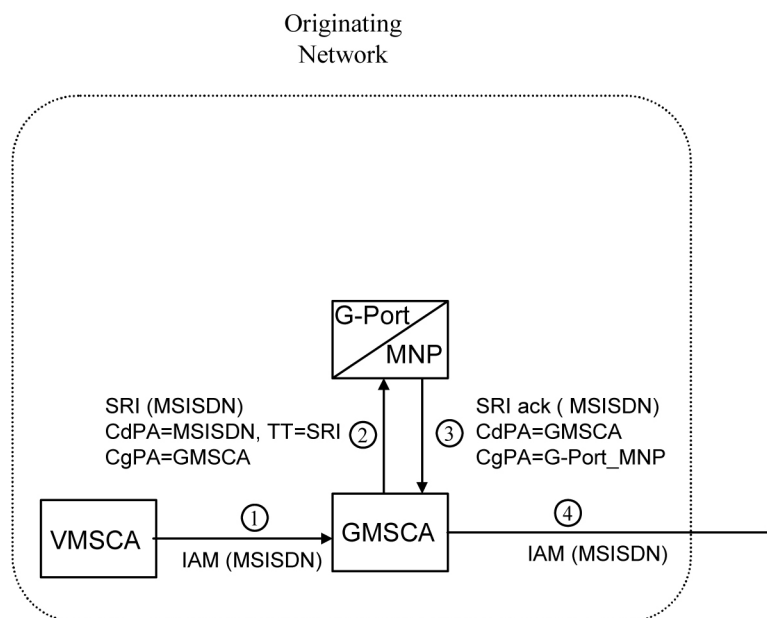 Originating
Network
G-Port
MNP
SRI (MSISDN)
CdPA=MSISDN, TT=SRI
CgPA=GMSCA
2
3
SRI ack ( MSISDN)
CdPA=GMSCA
CgPA=G-Port_MNP
VMSCA
1
IAM (MSISDN)
GMSCA
4
IAM (MSISDN)